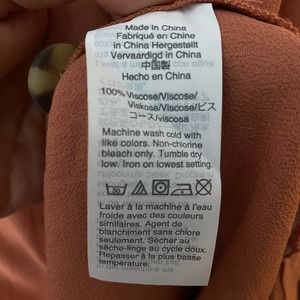 Made in China
Fabriqué en Chine
in China Hergestellt
Vervaardigd in China
中国製
Hecho en China
100% Viscose/Viscose/
Viskose/Viscose/ビス
コース/viscosa
Machine wash cold with
like colors. Non-chlorine
bleach only. Tumble dry
low. Iron on lowest setting.
Laver à la machine à l'eau
froide avec des couleurs
similaires. Agent de
blanchiment sans chlore
seulement. Sécher au
sèche-linge au cycle doux.
Repasser à la plus basse
température.